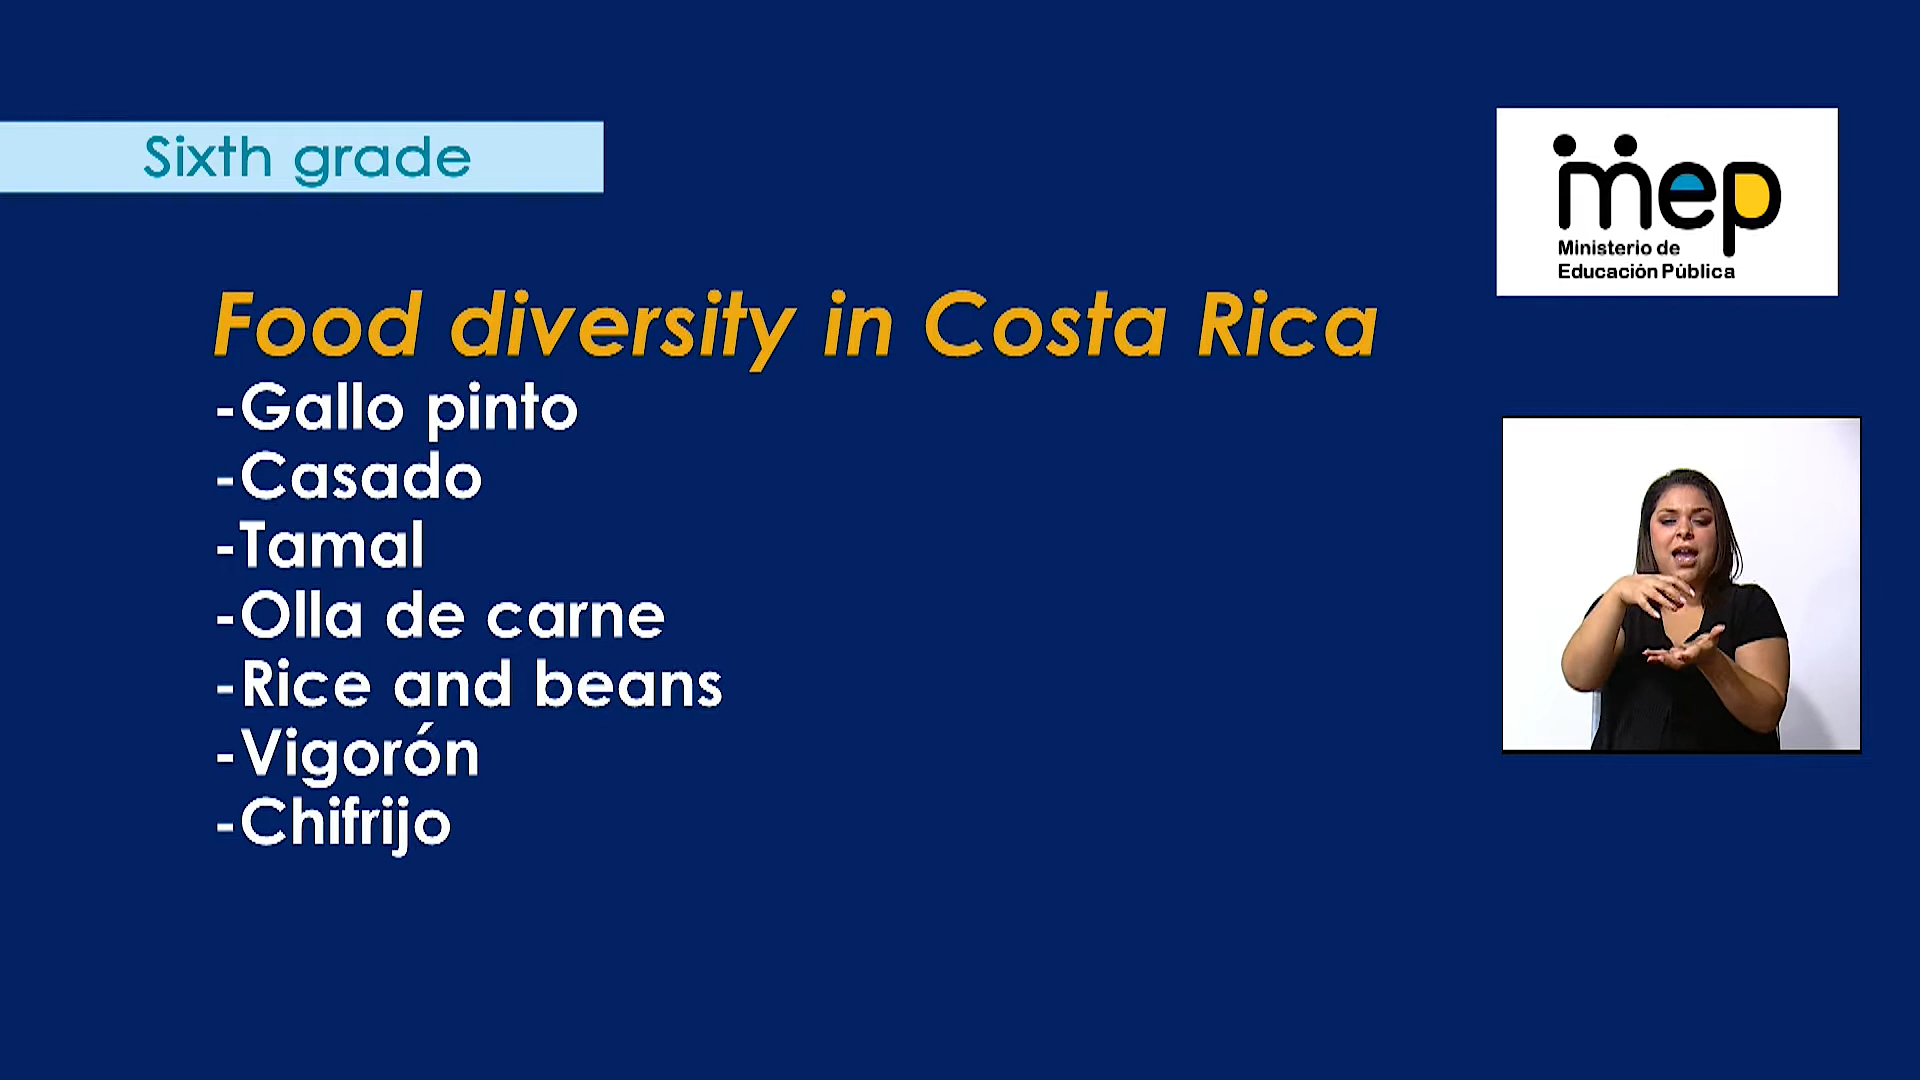 Sixth grade
mep
Ministerio de
Educación Pública
Food diversity in Costa Rica
-Gallo pinto
-Casado
-Tamal
-Olla de carne
-Rice and beans
-Vigorón
-Chifrijo